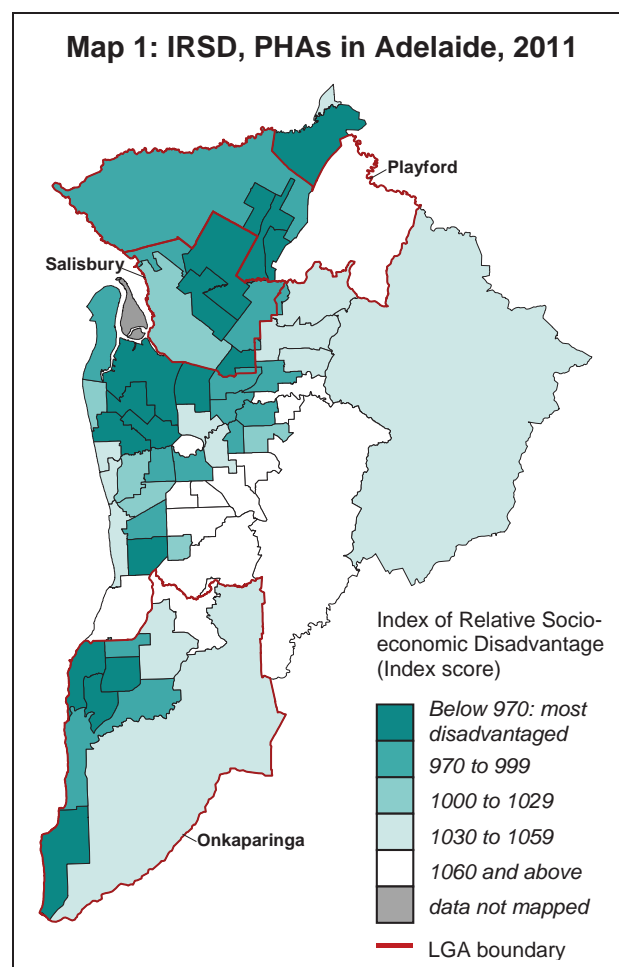 Map 1: IRSD, PHAs in Adelaide, 2011
Playford
Salisbury
Onkaparinga
Index of Relative Socio-
economic Disadvantage
(Index score)
Below 970: most
disadvantaged
970 to 999
1000 to 1029
1030 to 1059
1060 and above
data not mapped
LGA boundary